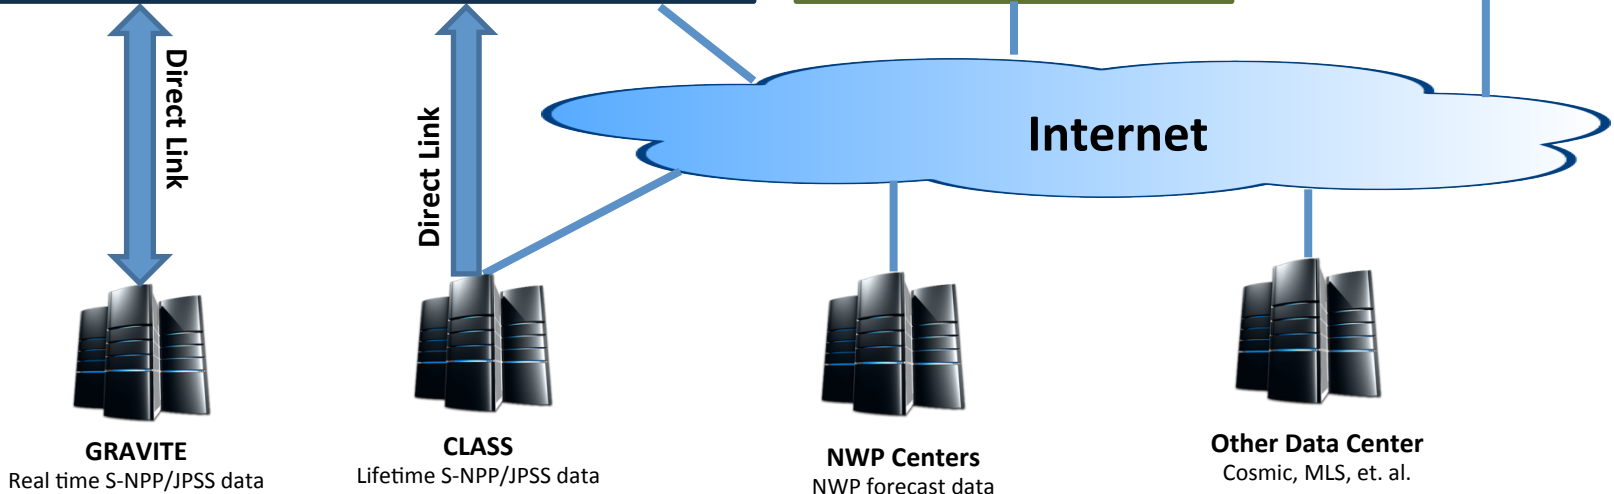 Direct Link
Direct Link
Internet
GRAVITE
Real time S-NPP/JPSS data
CLASS
Lifetime S-NPP/JPSS data
NWP Centers
NWP forecast data
Other Data Center
Cosmic, MLS, et. al.